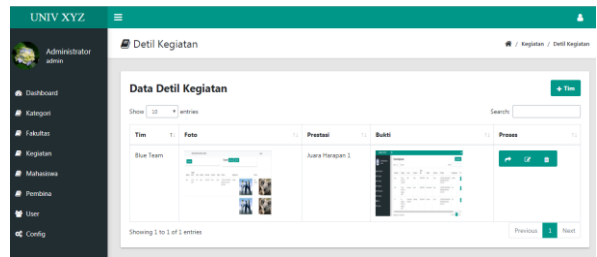 UNIV XYZ
Administrator
admin
Dashboard
Kategori
Fakultas
Kegiatan
Mahasiswa
Pembina
User
Config
Detil Kegiatan
/ Kegiatan / Detil Kegiatan
Data Detil Kegiatan
+ Tim
Show 10 entries
Search:
Tim Foto Prestasi Bukti Proses
Blue Team Juara Harapan 1
Showing 1 to 1 of 1 entries
Previous 1 Next